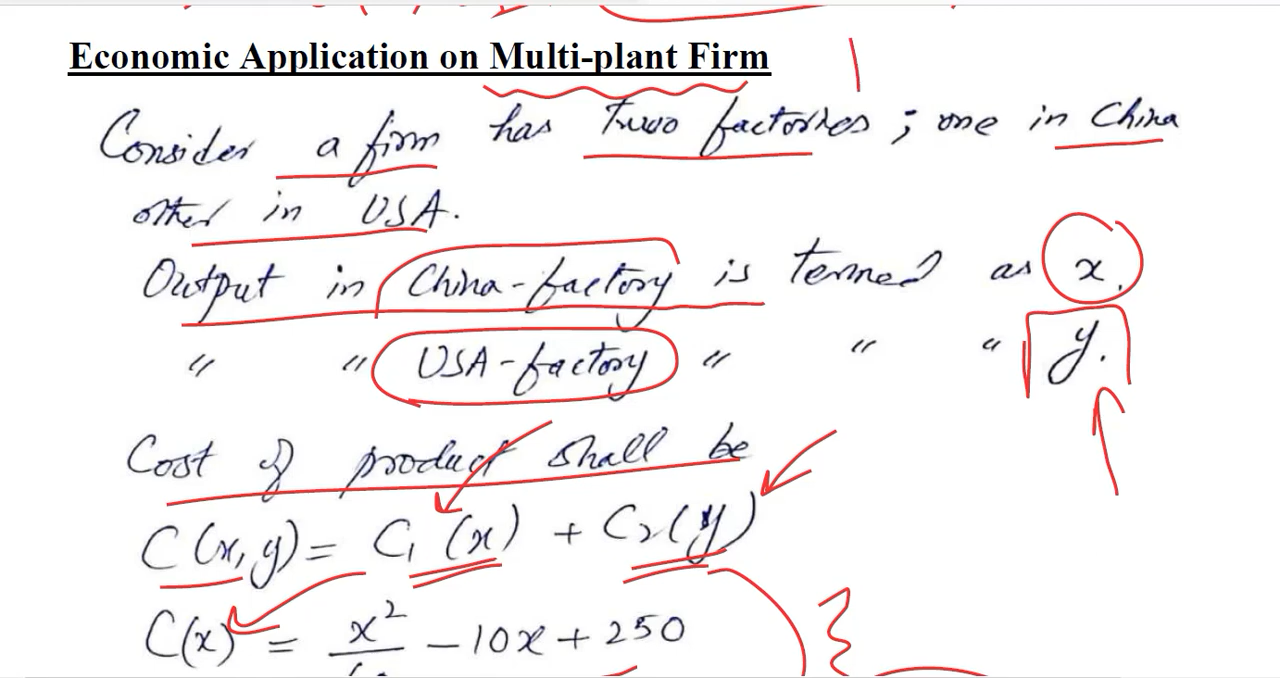 Economic Application on Multi-plant Firm
Consider a firm has two factories ; one in China
other in USA.
Output in China-factory is termed as x.
" " USA-factory " " " y.
Cost of product shall be
C(x,y) = C₁(x) + C₂(y)
C(x) = x² - 10x + 250